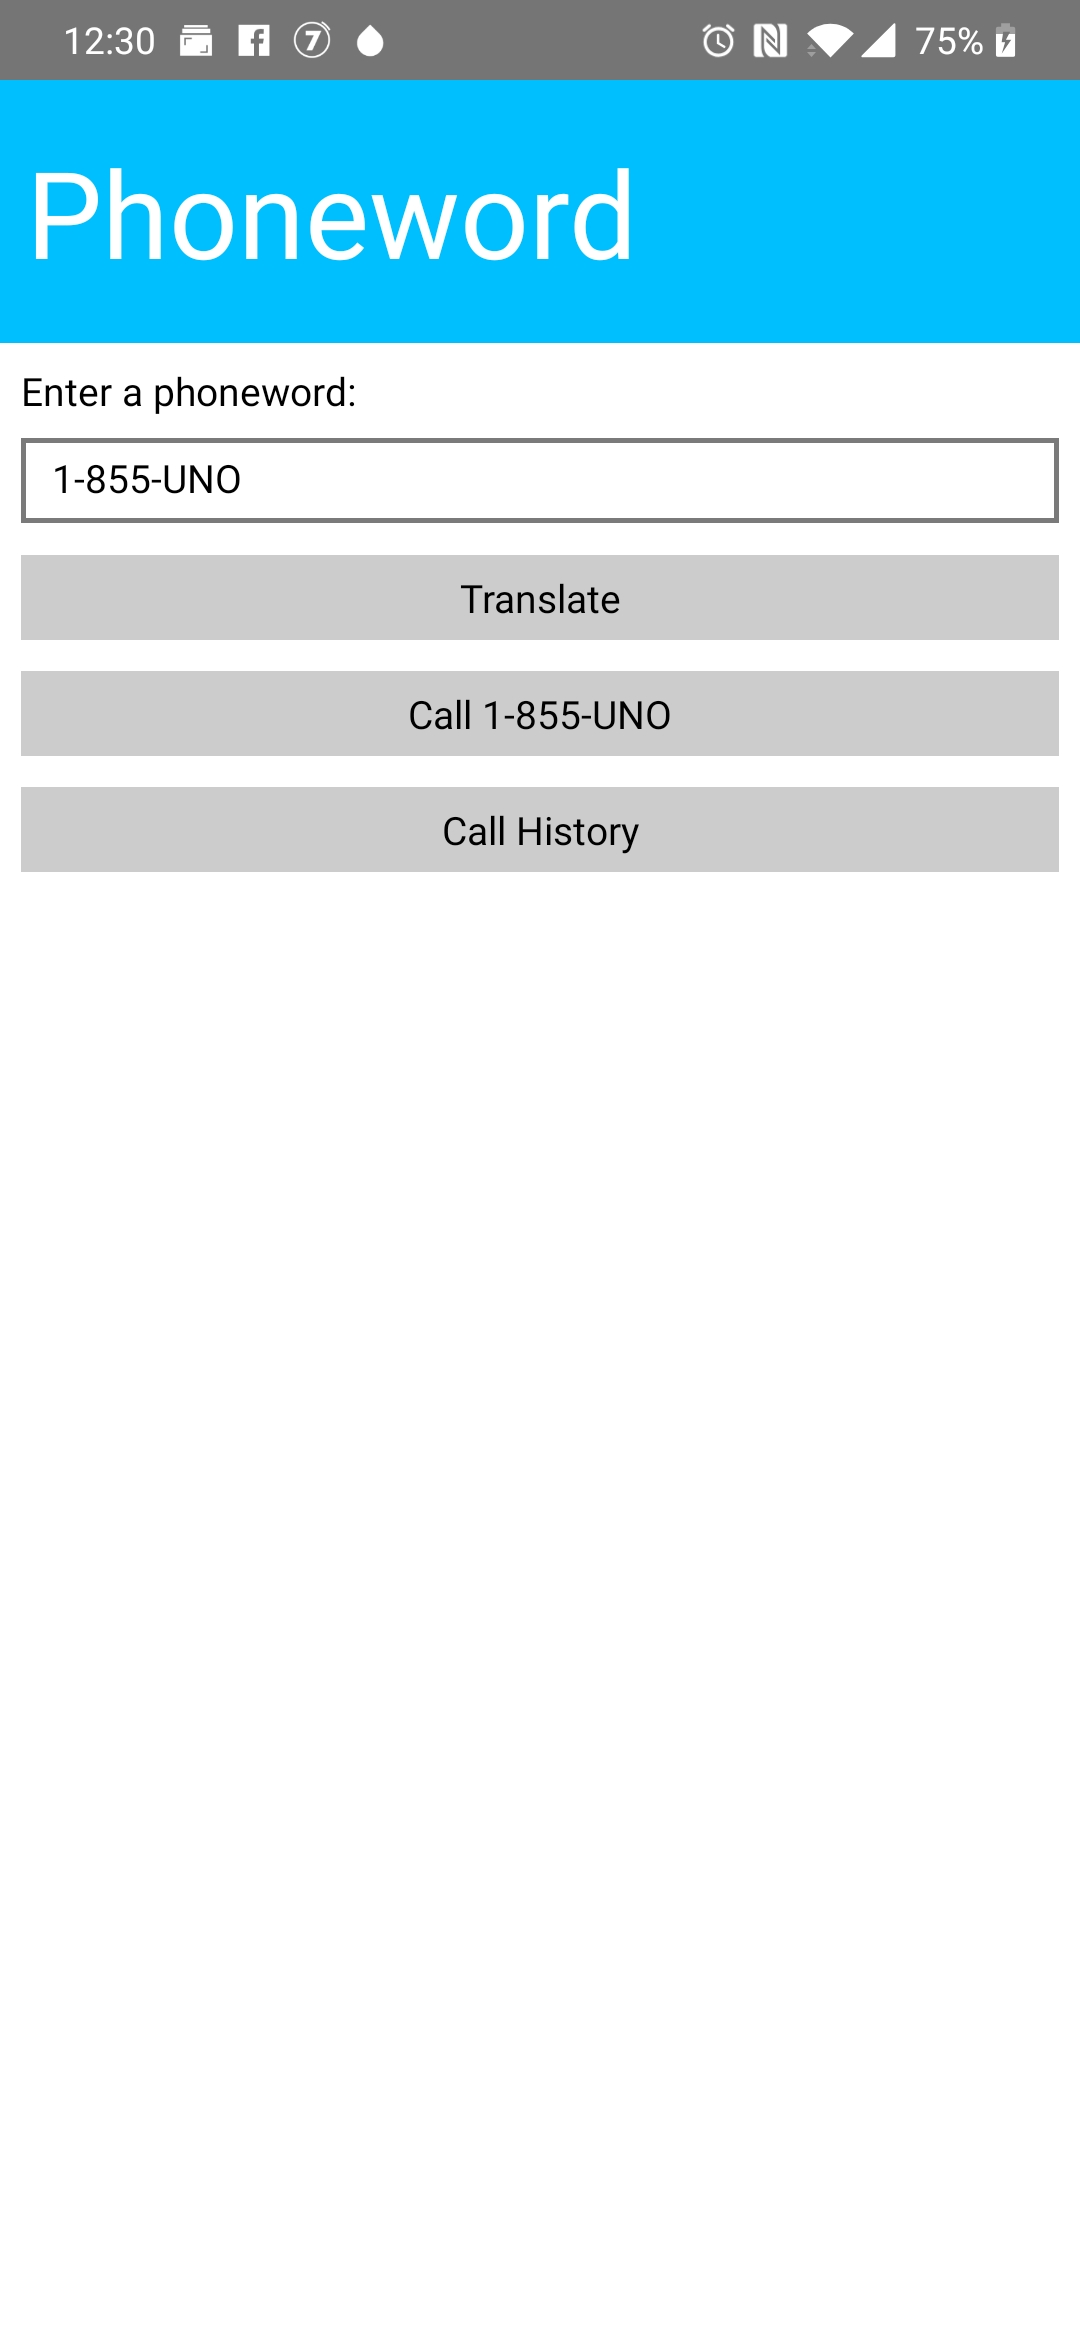 12:30 75%
Phoneword
Enter a phoneword:
1-855-UNO
Translate
Call 1-855-UNO
Call History